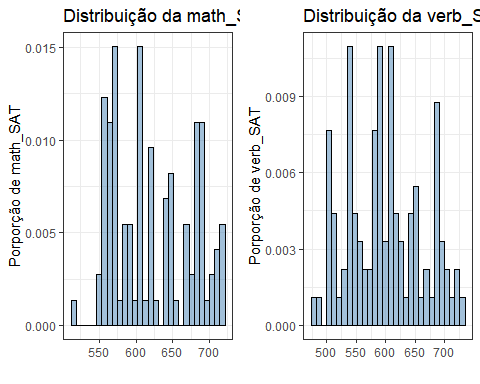 Distribuição da math_S
Porporção de math_SAT
0.015
0.010
0.005
0.000
550 600 650 700
Distribuição da verb_S
Porporção de verb_SAT
0.009
0.006
0.003
0.000
500 550 600 650 700